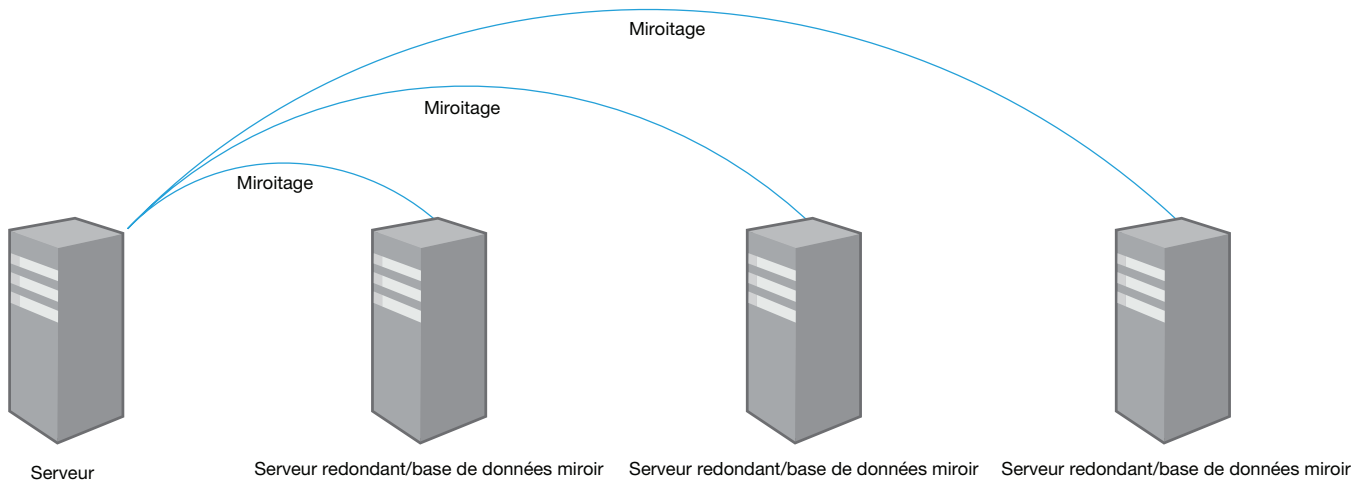 Miroitage
Miroitage
Miroitage
Serveur
Serveur redondant/base de données miroir
Serveur redondant/base de données miroir
Serveur redondant/base de données miroir